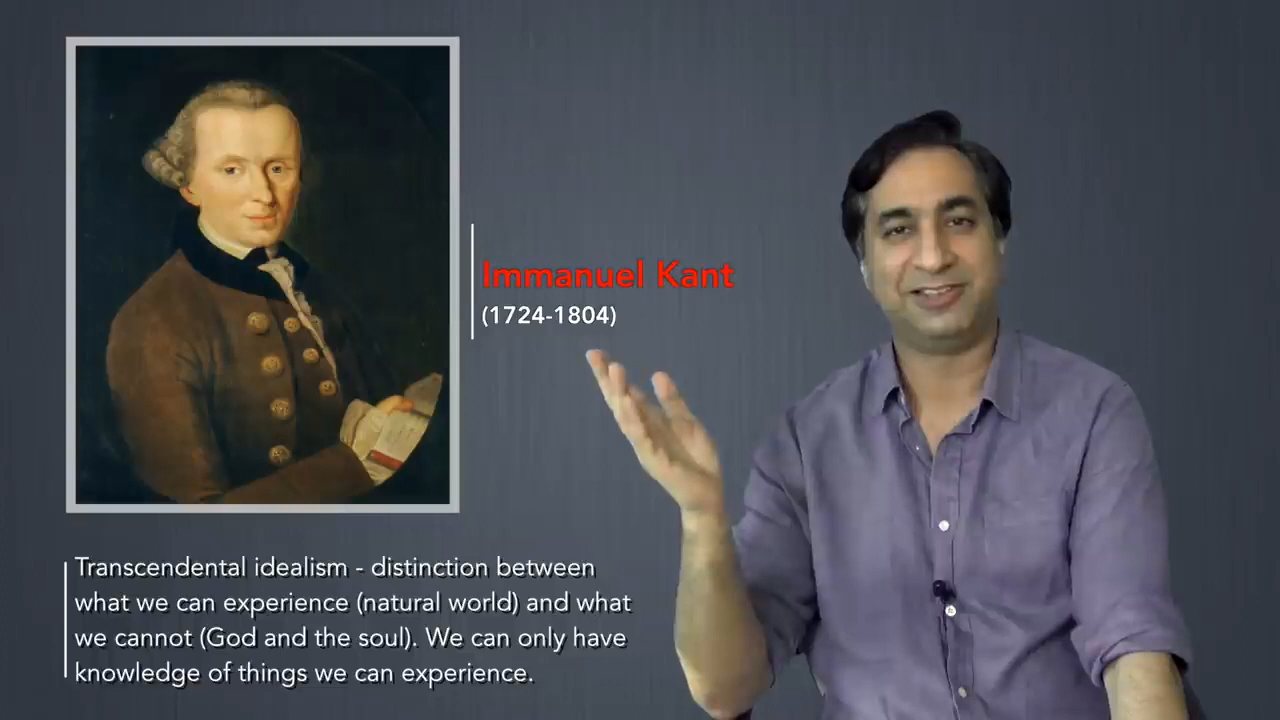 Immanuel Kant
(1724-1804)
Transcendental idealism - distinction between
what we can experience (natural world) and what
we cannot (God and the soul). We can only have
knowledge of things we can experience.